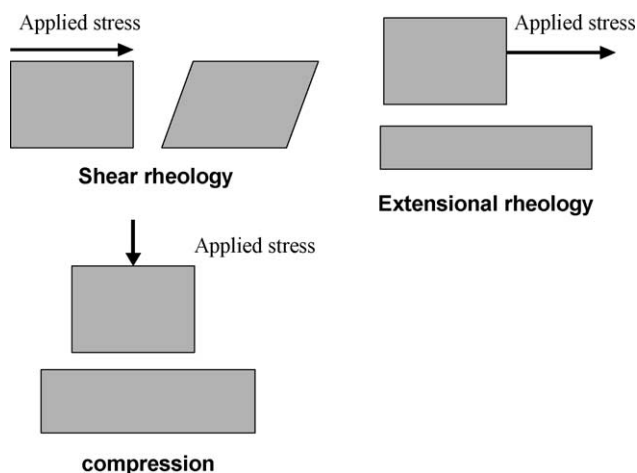 Applied stress
Shear rheology
Applied stress
Extensional rheology
Applied stress
compression